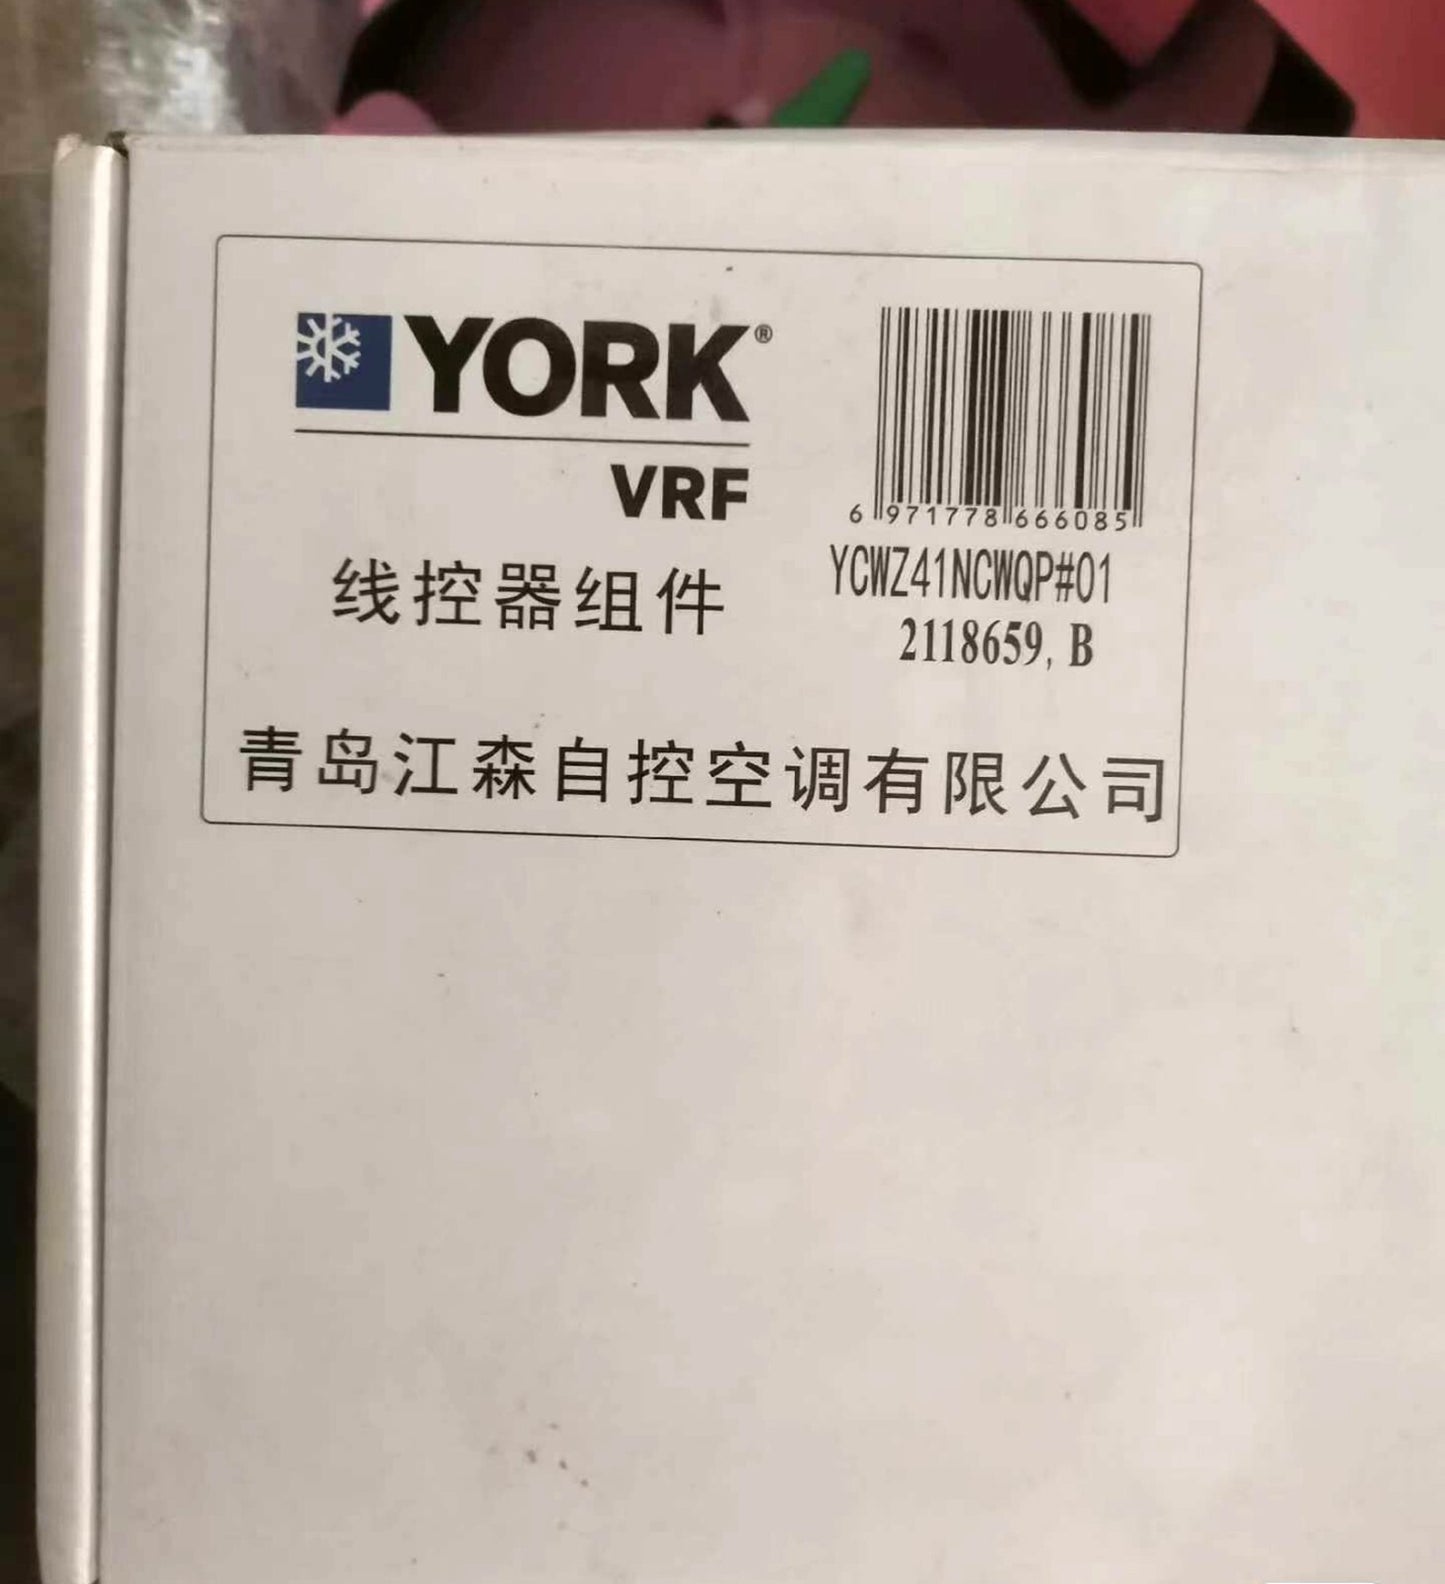 YORK®
VRF
线控器组件
6 971778 666085
YCWZ41NCWQP#01
2118659, B
青岛江森自控空调有限公司